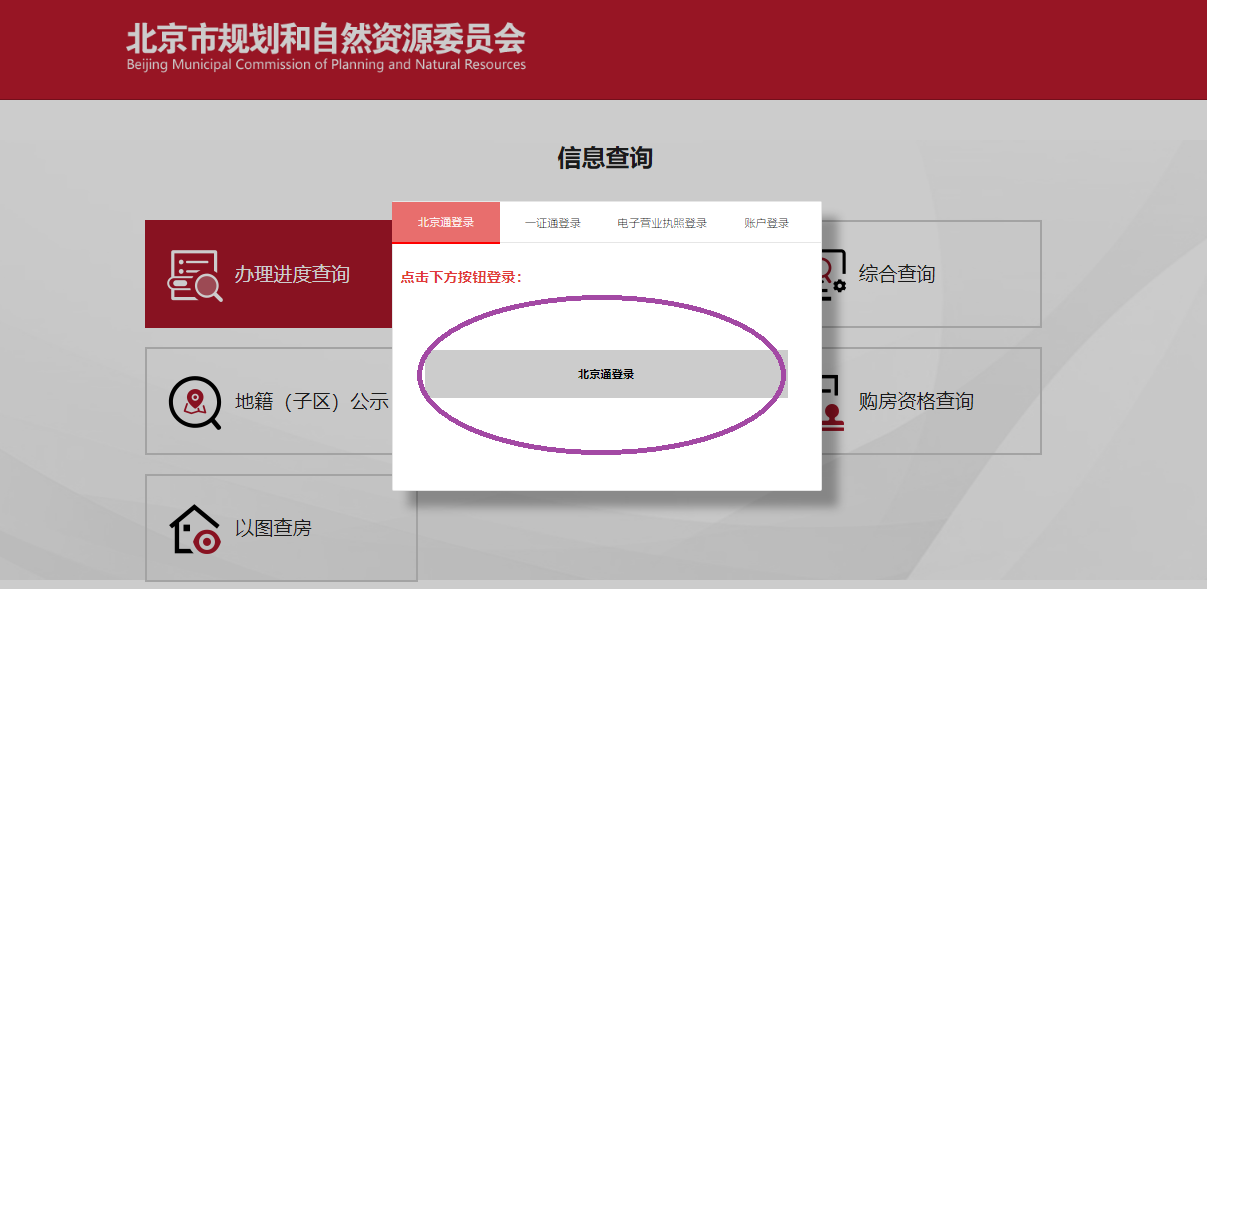 北京市规划和自然资源委员会
Beijing Municipal Commission of Planning and Natural Resources
信息查询
北京通登录 一证通登录 电子营业执照登录 账户登录
点击下方按钮登录：
北京通登录
办理进度查询
综合查询
地籍（子区）公示
购房资格查询
以图查房